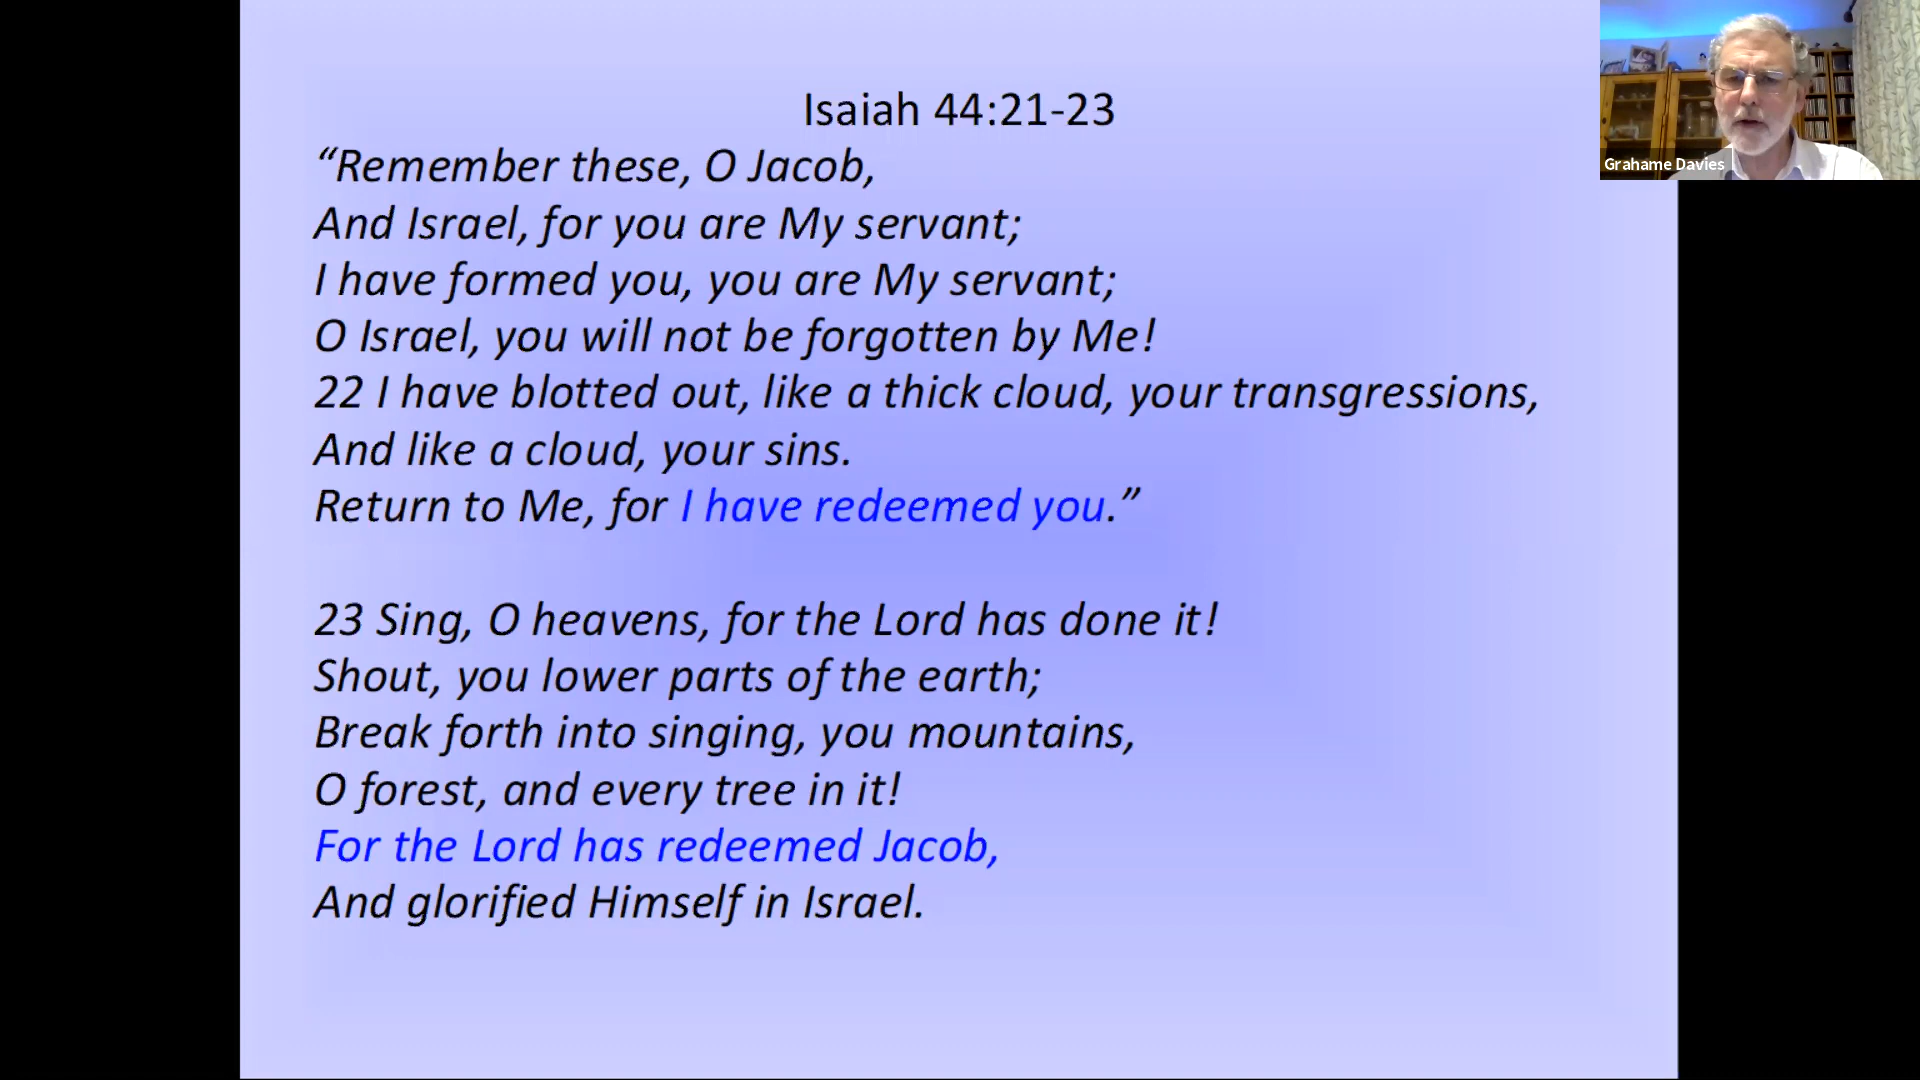 Isaiah 44:21-23
“Remember these, O Jacob,
And Israel, for you are My servant;
I have formed you, you are My servant;
O Israel, you will not be forgotten by Me!
22 I have blotted out, like a thick cloud, your transgressions,
And like a cloud, your sins.
Return to Me, for I have redeemed you.”
23 Sing, O heavens, for the Lord has done it!
Shout, you lower parts of the earth;
Break forth into singing, you mountains,
O forest, and every tree in it!
For the Lord has redeemed Jacob,
And glorified Himself in Israel.
Grahame Davies